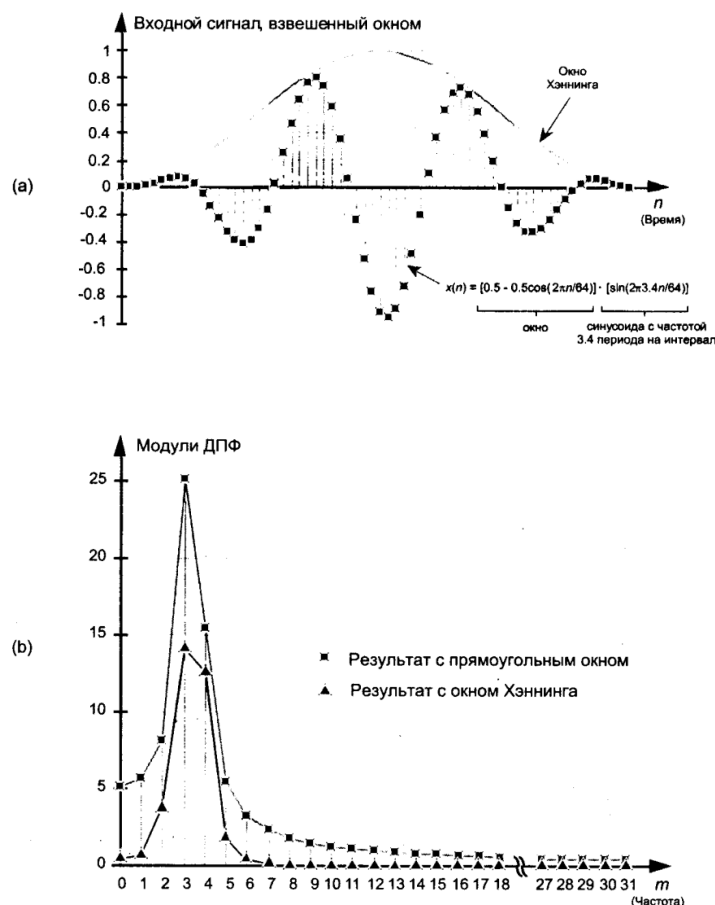 Входной сигнал, взвешенный окном
1
0.8
0.6
0.4
0.2
0
-0.2
-0.4
-0.6
-0.8
-1
Окно
Хэннинга
(a)
n
(Время)
x(n) = [0.5 - 0.5cos(2πn/64)] · [sin(2π3.4n/64)]
окно
синусоида с частотой
3.4 периода на интервал
Модули ДПФ
25
20
15
10
5
0
(b)
Результат с прямоугольным окном
Результат с окном Хэннинга
0 1 2 3 4 5 6 7 8 9 10 11 12 13 14 15 16 17 18 27 28 29 30 31 m
(Частота)